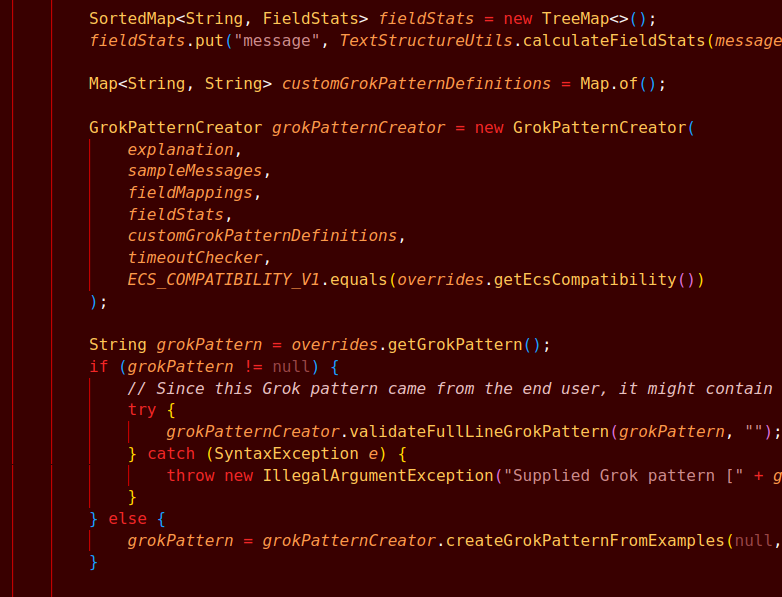 SortedMap<String, FieldStats> fieldStats = new TreeMap<>();
fieldStats.put("message", TextStructureUtils.calculateFieldStats(message
Map<String, String> customGrokPatternDefinitions = Map.of();
GrokPatternCreator grokPatternCreator = new GrokPatternCreator(
explanation,
sampleMessages,
fieldMappings,
fieldStats,
customGrokPatternDefinitions,
timeoutChecker,
ECS_COMPATIBILITY_V1.equals(overrides.getEcsCompatibility())
);
String grokPattern = overrides.getGrokPattern();
if (grokPattern != null) {
// Since this Grok pattern came from the end user, it might contain
try {
grokPatternCreator.validateFullLineGrokPattern(grokPattern, "");
} catch (SyntaxException e) {
throw new IllegalArgumentException("Supplied Grok pattern [" + g
}
} else {
grokPattern = grokPatternCreator.createGrokPatternFromExamples(null,
}